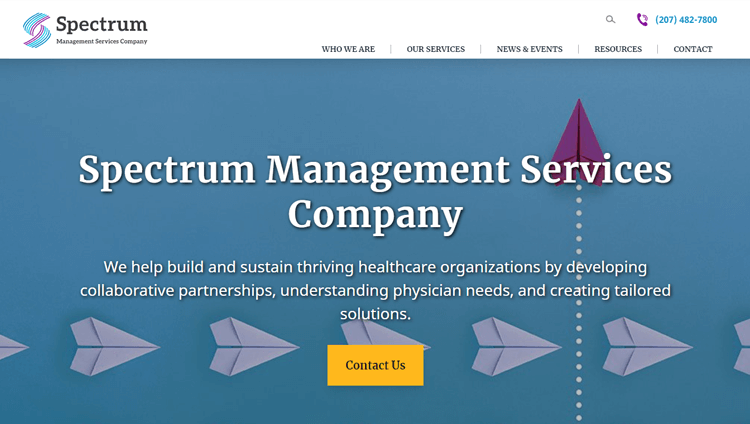 Spectrum
Management Services Company
(207) 482-7800
WHO WE ARE
OUR SERVICES
NEWS & EVENTS
RESOURCES
CONTACT
Spectrum Management Services
Company
We help build and sustain thriving healthcare organizations by developing
collaborative partnerships, understanding physician needs, and creating tailored
solutions.
Contact Us